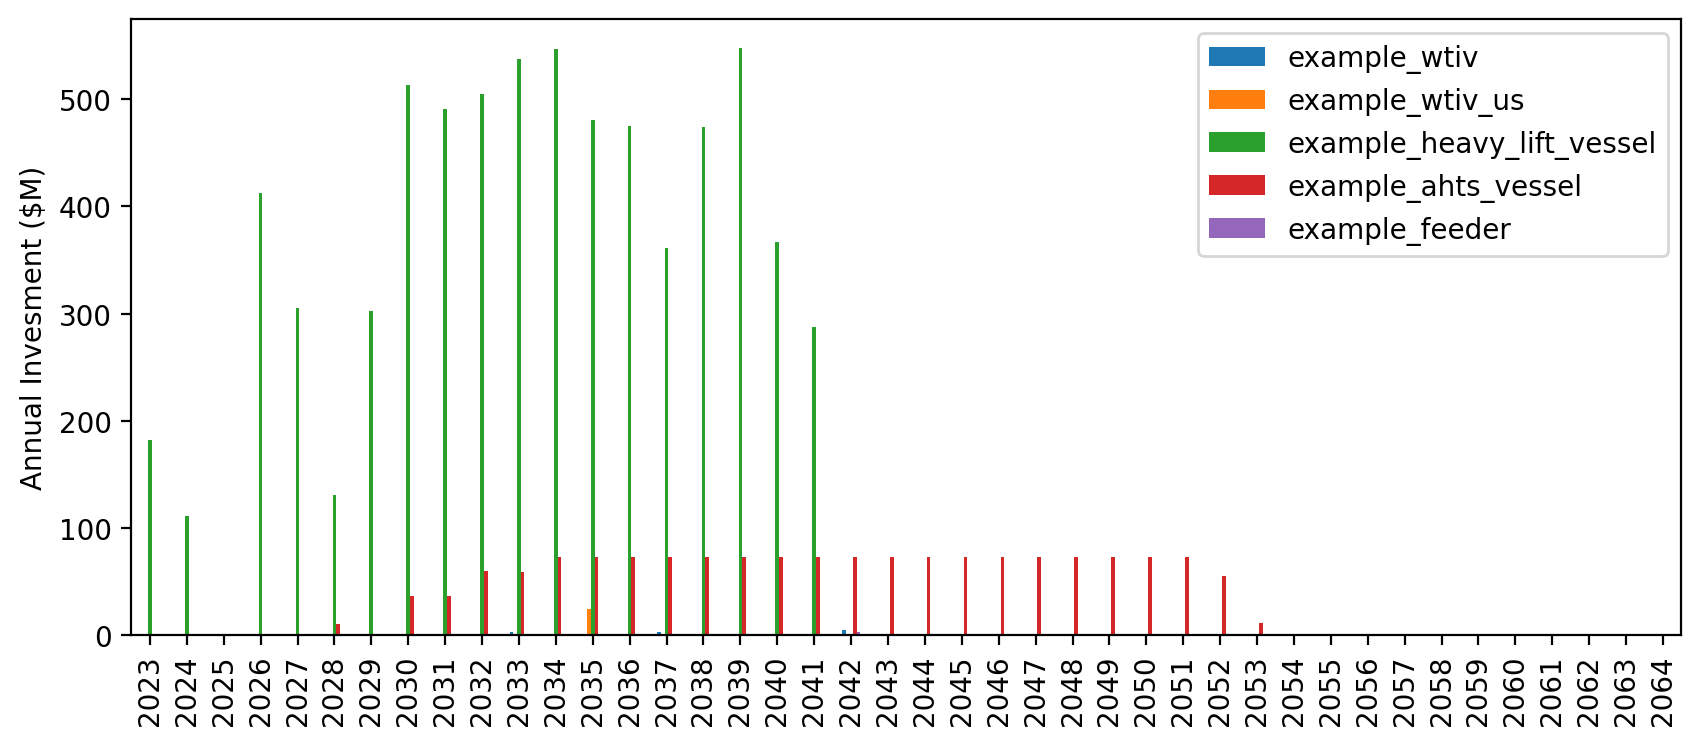 Annual Invesment ($M)
500
400
300
200
100
0
example_wtiv
example_wtiv_us
example_heavy_lift_vessel
example_ahts_vessel
example_feeder
2023 2024 2025 2026 2027 2028 2029 2030 2031 2032 2033 2034 2035 2036 2037 2038 2039 2040 2041 2042 2043 2044 2045 2046 2047 2048 2049 2050 2051 2052 2053 2054 2055 2056 2057 2058 2059 2060 2061 2062 2063 2064